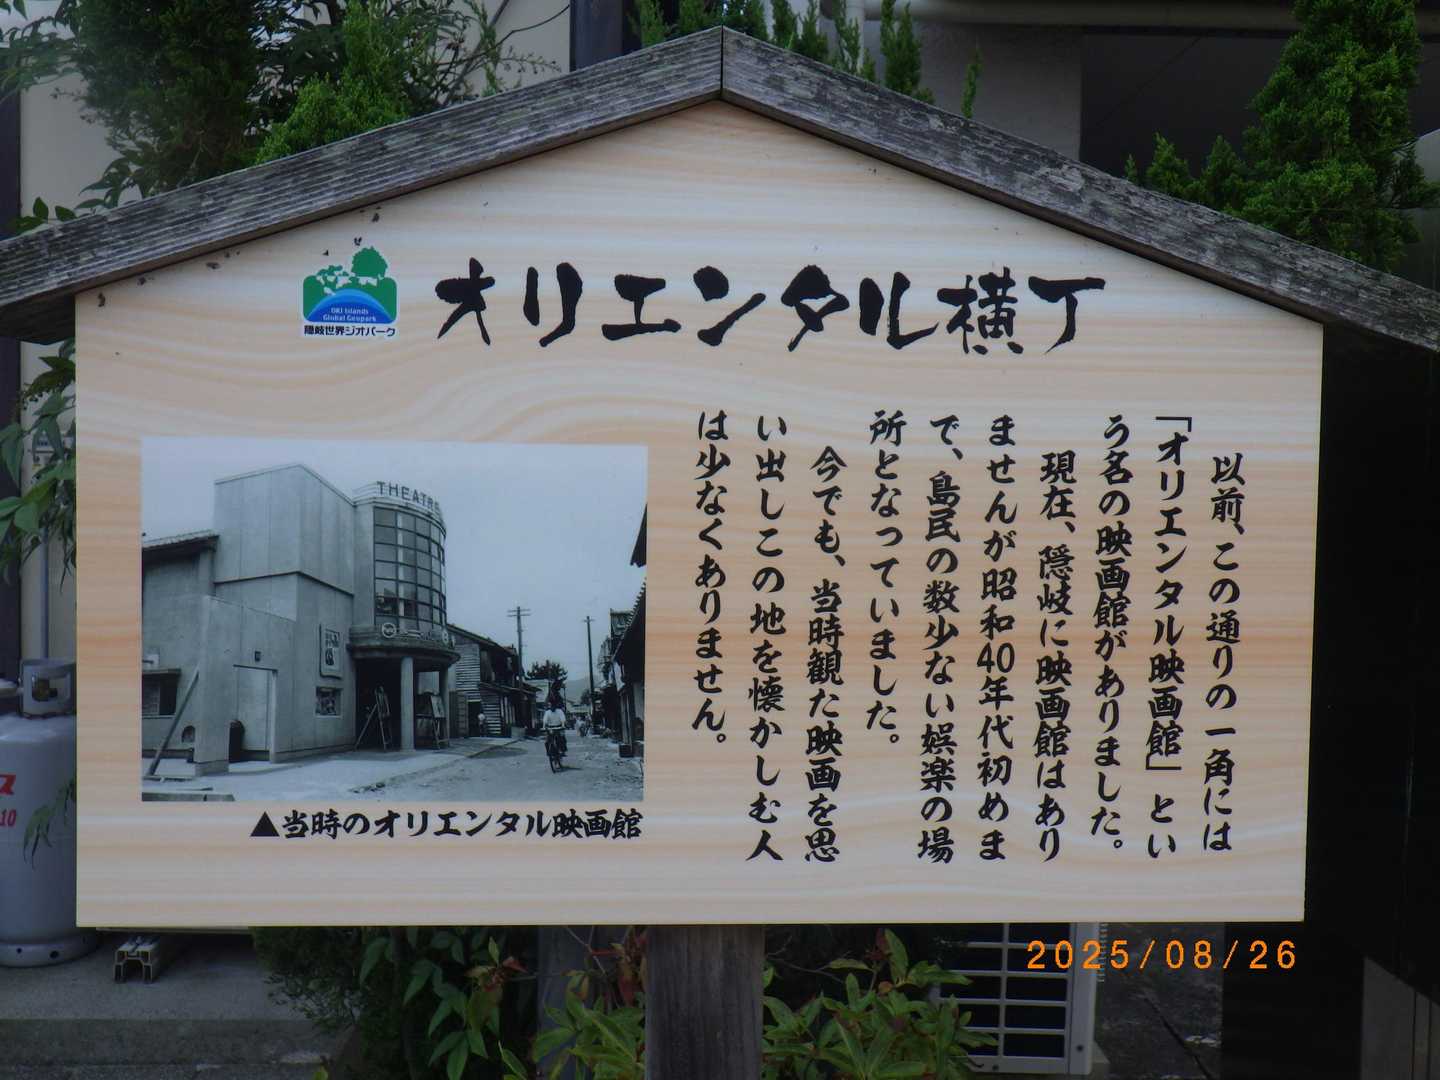 OKI Islands
Global Geopark
隠岐世界ジオパーク
オリエンタル横丁
以前、この通りの一角には
「オリエンタル映画館」とい
う名の映画館がありました。
現在、隠岐に映画館はあり
ませんが昭和40年代初めま
で、島民の数少ない娯楽の場
所となっていました。
今でも、当時観た映画を思
い出しこの地を懐かしむ人
は少なくありません。
THEATRE
▲当時のオリエンタル映画館
ス
10
2025/08/26